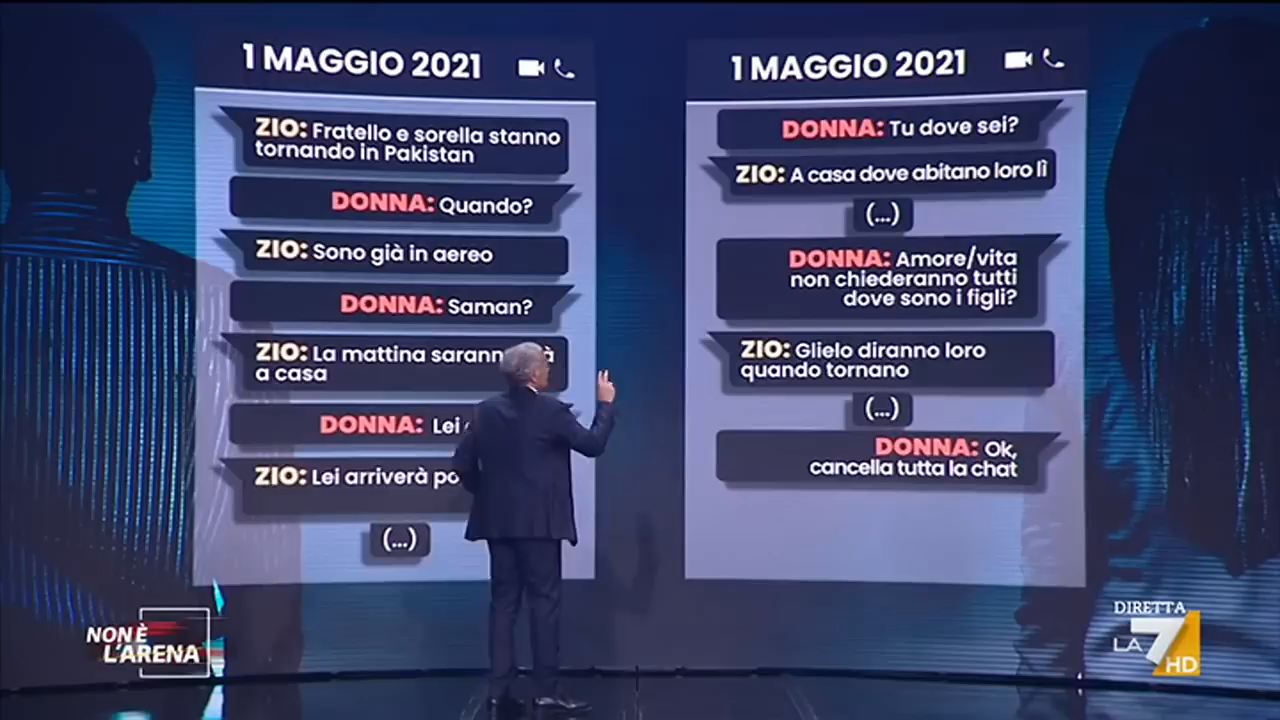 1 MAGGIO 2021
ZIO: Fratello e sorella stanno
tornando in Pakistan
DONNA: Quando?
ZIO: Sono già in aereo
DONNA: Saman?
ZIO: La mattina
a casa
DONNA: Lei
ZIO: Lei arriverà
(...)
1 MAGGIO 2021
DONNA: Tu dove sei?
ZIO: A casa dove abitano loro lì
(...)
DONNA: Amore/vita
non chiederanno tutti
dove sono i figli?
ZIO: Glielo diranno loro
quando tornano
(...)
DONNA: Ok,
cancella tutta la chat
NON È
L'ARENA
DIRETTA
LA 7
HD